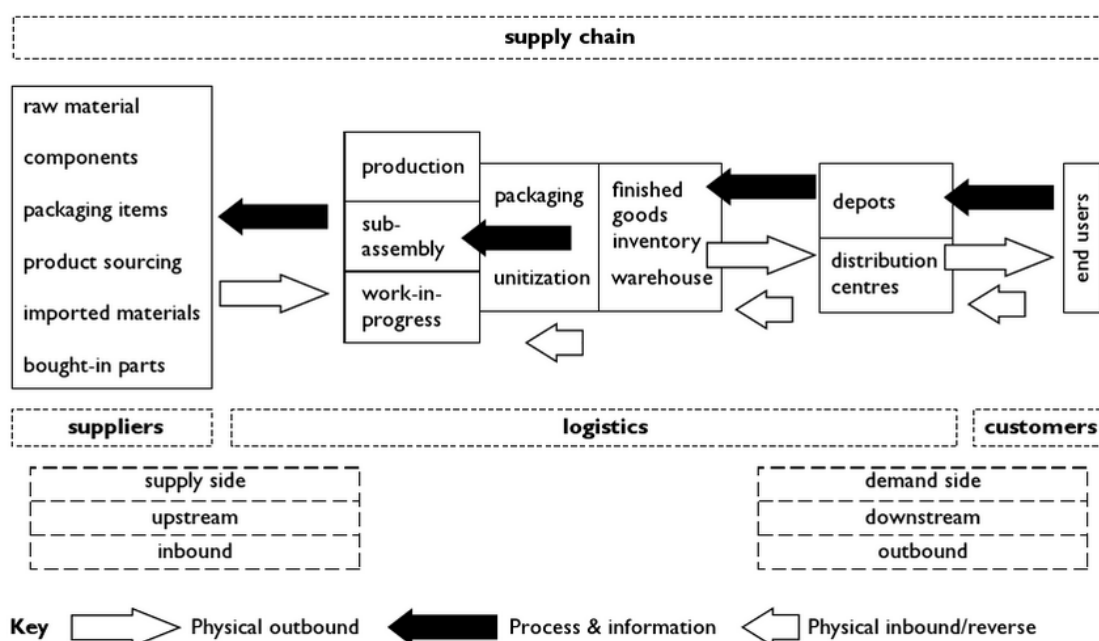 supply chain
raw material
components
packaging items
product sourcing
imported materials
bought-in parts
production
sub-
assembly
work-in-
progress
packaging
unitization
finished
goods
inventory
warehouse
depots
distribution
centres
end users
suppliers
logistics
customers
supply side
upstream
inbound
demand side
downstream
outbound
Key
Physical outbound
Process & information
Physical inbound/reverse